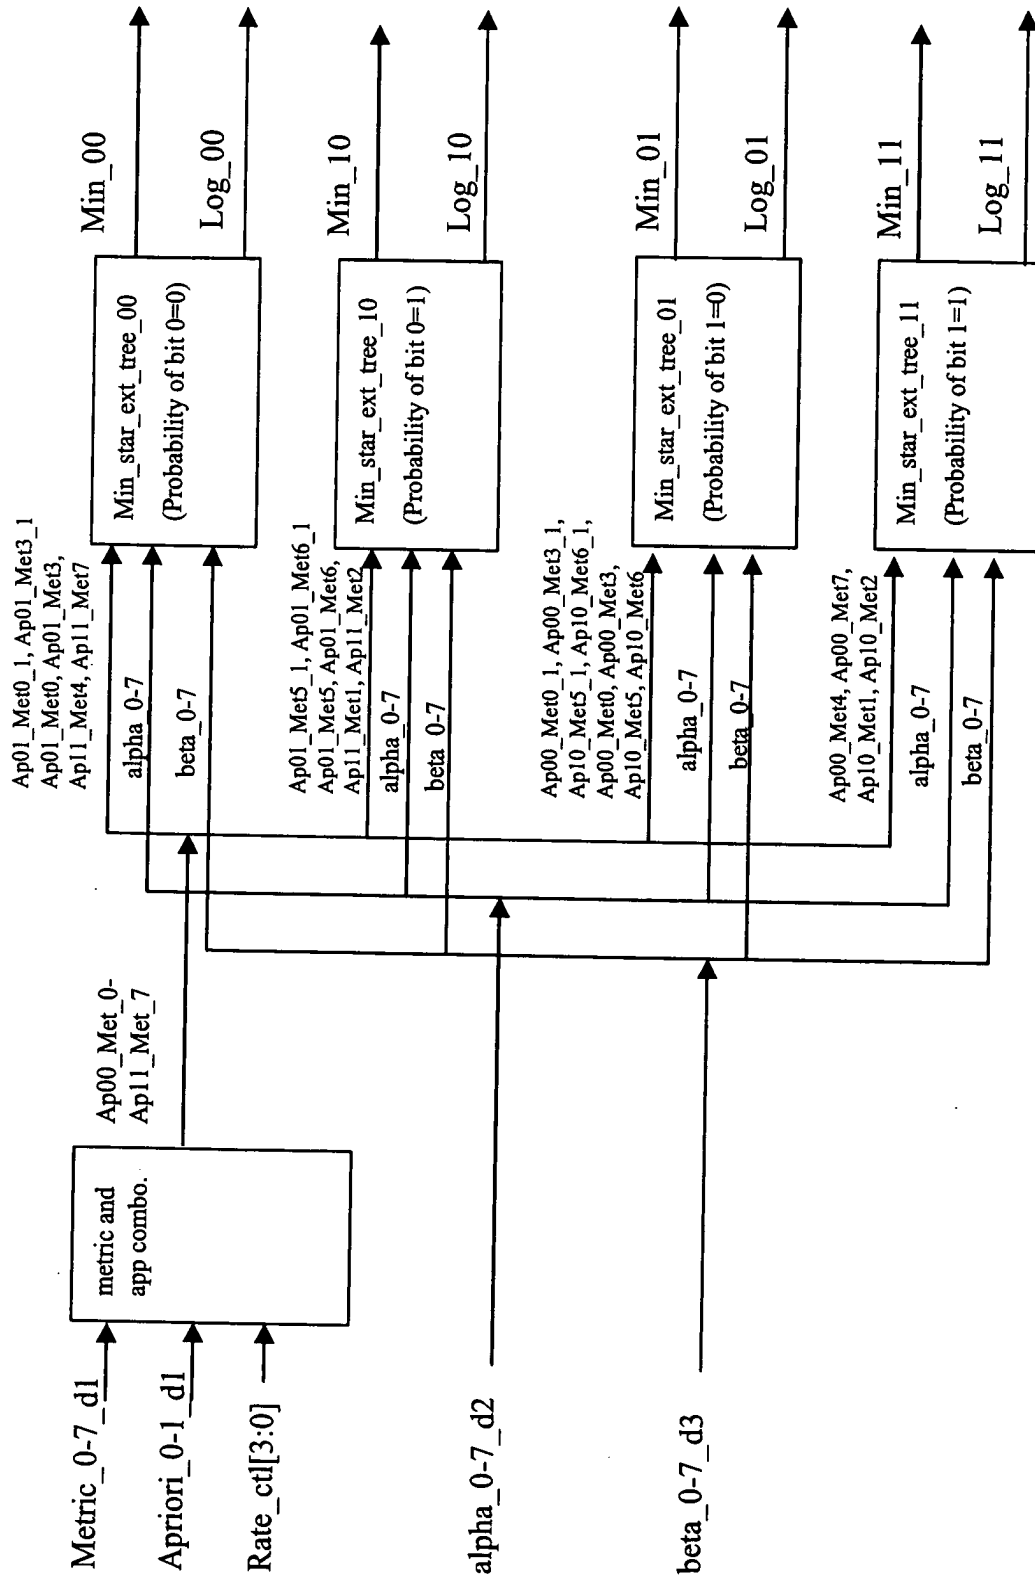 Metric_0-7_d1
Apriori_0-1_d1
Rate_ctl[3:0]
alpha_0-7_d2
beta_0-7_d3
metric and
app combo.
Ap00_Met_0-
Ap11_Met_7
Ap01_Met0_1, Ap01_Met3_1
Ap01_Met0, Ap01_Met3,
Ap11_Met4, Ap11_Met7
alpha_0-7
beta_0-7
Min_star_ext_tree_00
(Probability of bit 0=0)
Min_00
Log_00
Ap01_Met5_1, Ap01_Met6_1
Ap01_Met5, Ap01_Met6,
Ap11_Met1, Ap11_Met2
alpha_0-7
beta_0-7
Min_star_ext_tree_10
(Probability of bit 0=1)
Min_10
Log_10
Ap00_Met0_1, Ap00_Met3_1,
Ap10_Met5_1, Ap10_Met6_1,
Ap00_Met0, Ap00_Met3,
Ap10_Met5, Ap10_Met6
alpha_0-7
beta_0-7
Min_star_ext_tree_01
(Probability of bit 1=0)
Min_01
Log_01
Ap00_Met4, Ap00_Met7,
Ap10_Met1, Ap10_Met2
alpha_0-7
beta_0-7
Min_star_ext_tree_11
(Probability of bit 1=1)
Min_11
Log_11